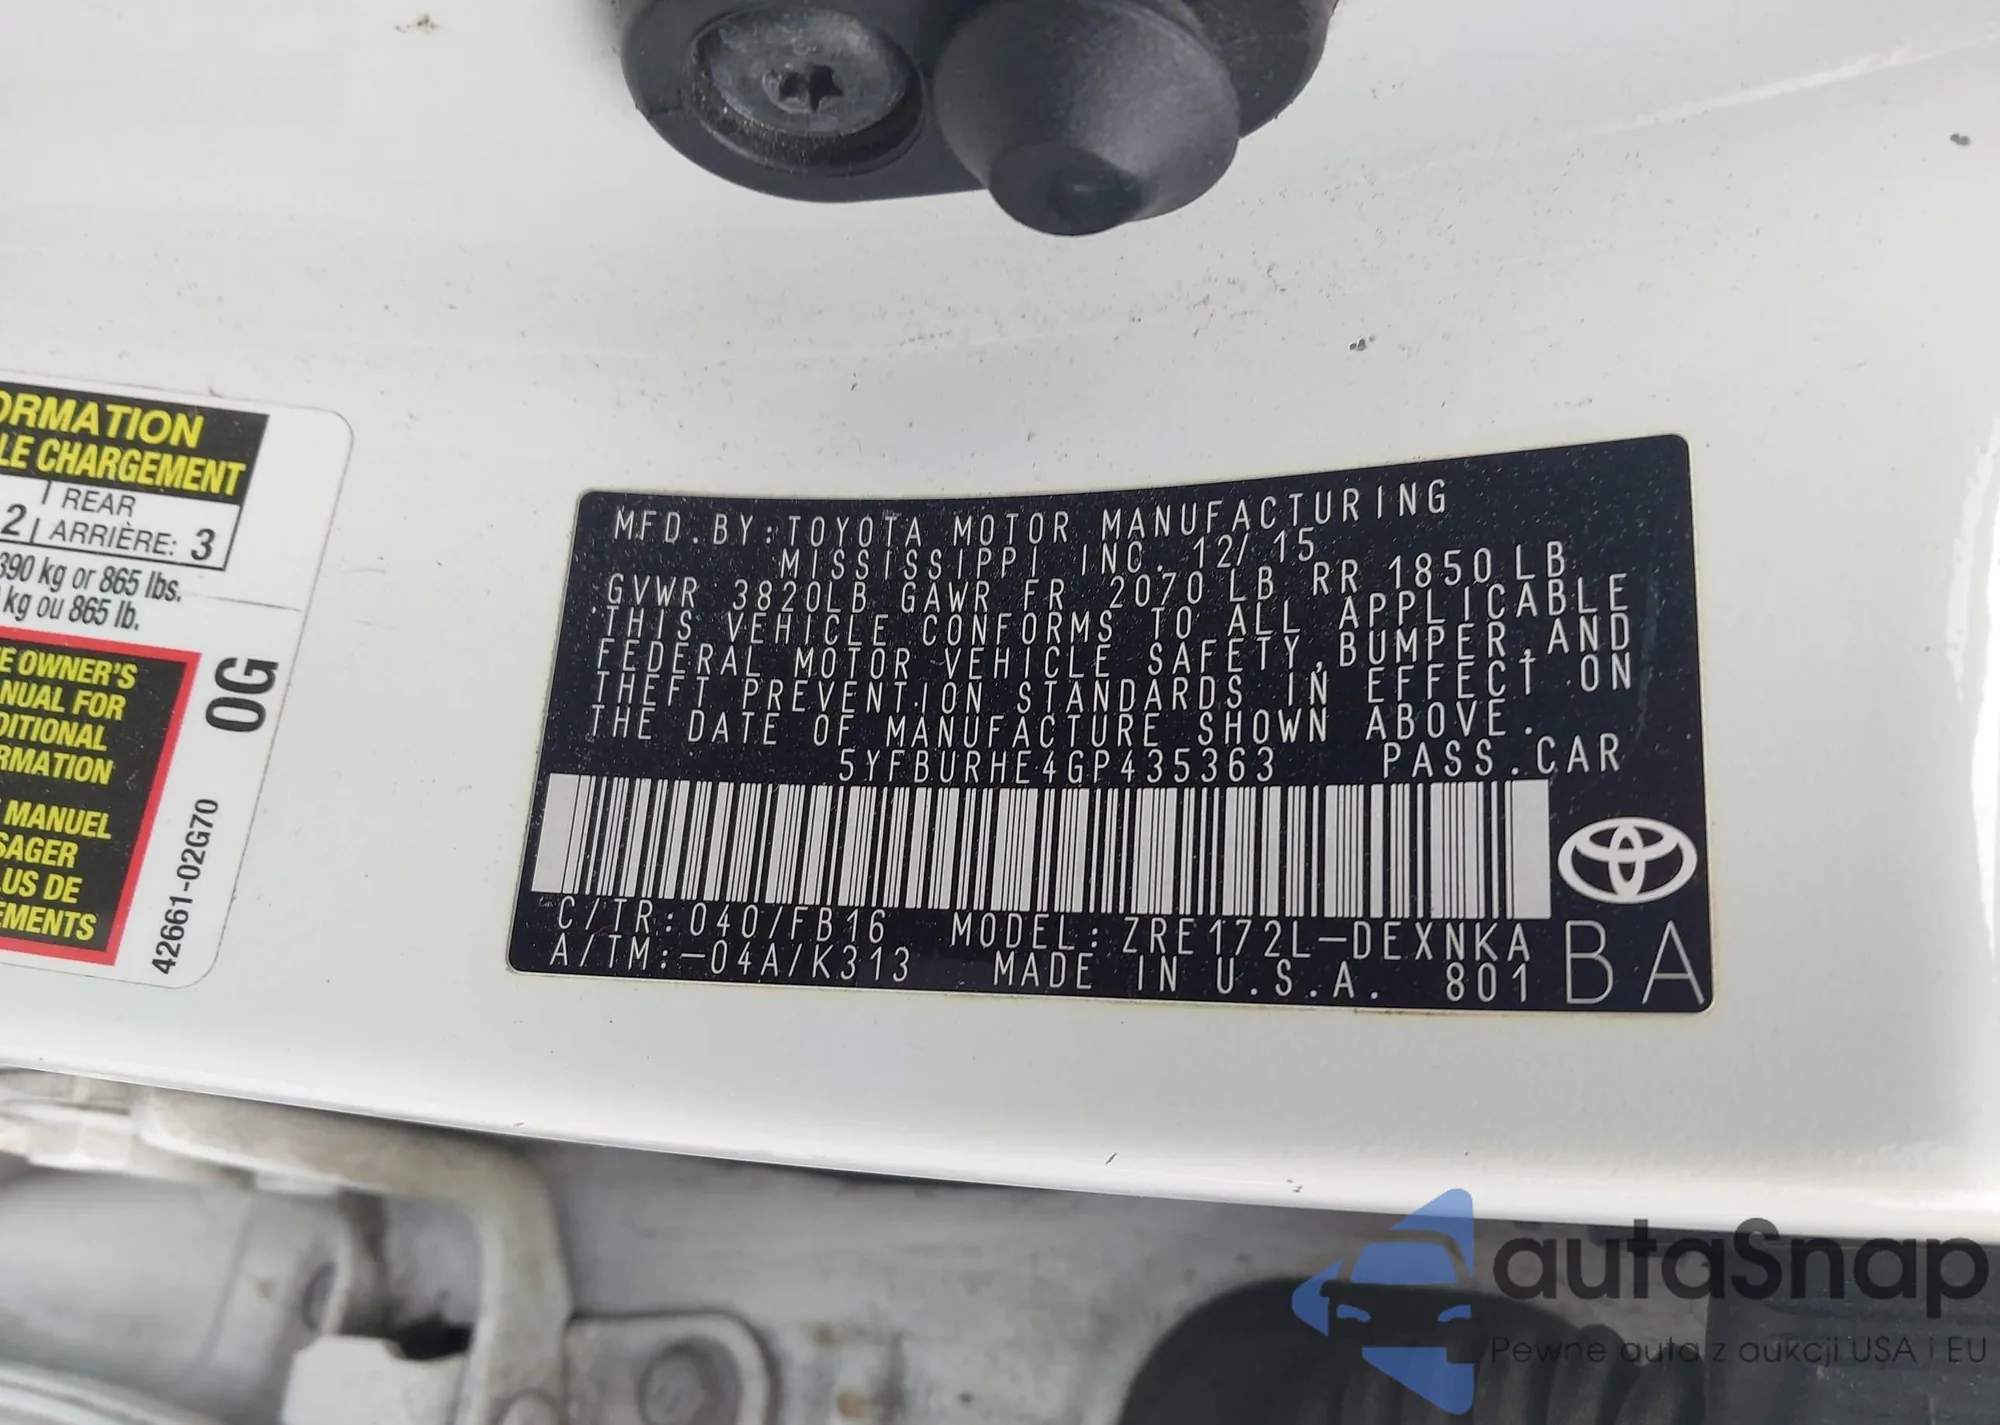 ORMATION
LE CHARGEMENT
2 REAR
ARRIÈRE: 3
390 kg or 865 lbs.
kg ou 865 lb.
E OWNER'S
NUAL FOR
DITIONAL
RMATION
MANUEL
SAGER
LUS DE
EMENTS
0G
42661-02G70
MFD. BY: TOYOTA MOTOR MANUFACTURING
MISSISSIPPI INC. 12/15
GVWR 3820LB GAWR FR 2070 LB RR 1850 LB
THIS VEHICLE CONFORMS TO ALL APPLICABLE
FEDERAL MOTOR VEHICLE SAFETY, BUMPER, AND
THEFT PREVENTION STANDARDS IN EFFECT ON
THE DATE OF MANUFACTURE SHOWN ABOVE.
5YFBURHE4GP435363 PASS. CAR
C/TR: 040/FB16 MODEL: ZRE172L-DEXNKA
A/TM: -04A/K313 MADE IN U.S.A. 801
BA
autaSnap
Pewne auta z aukcji USA i EU